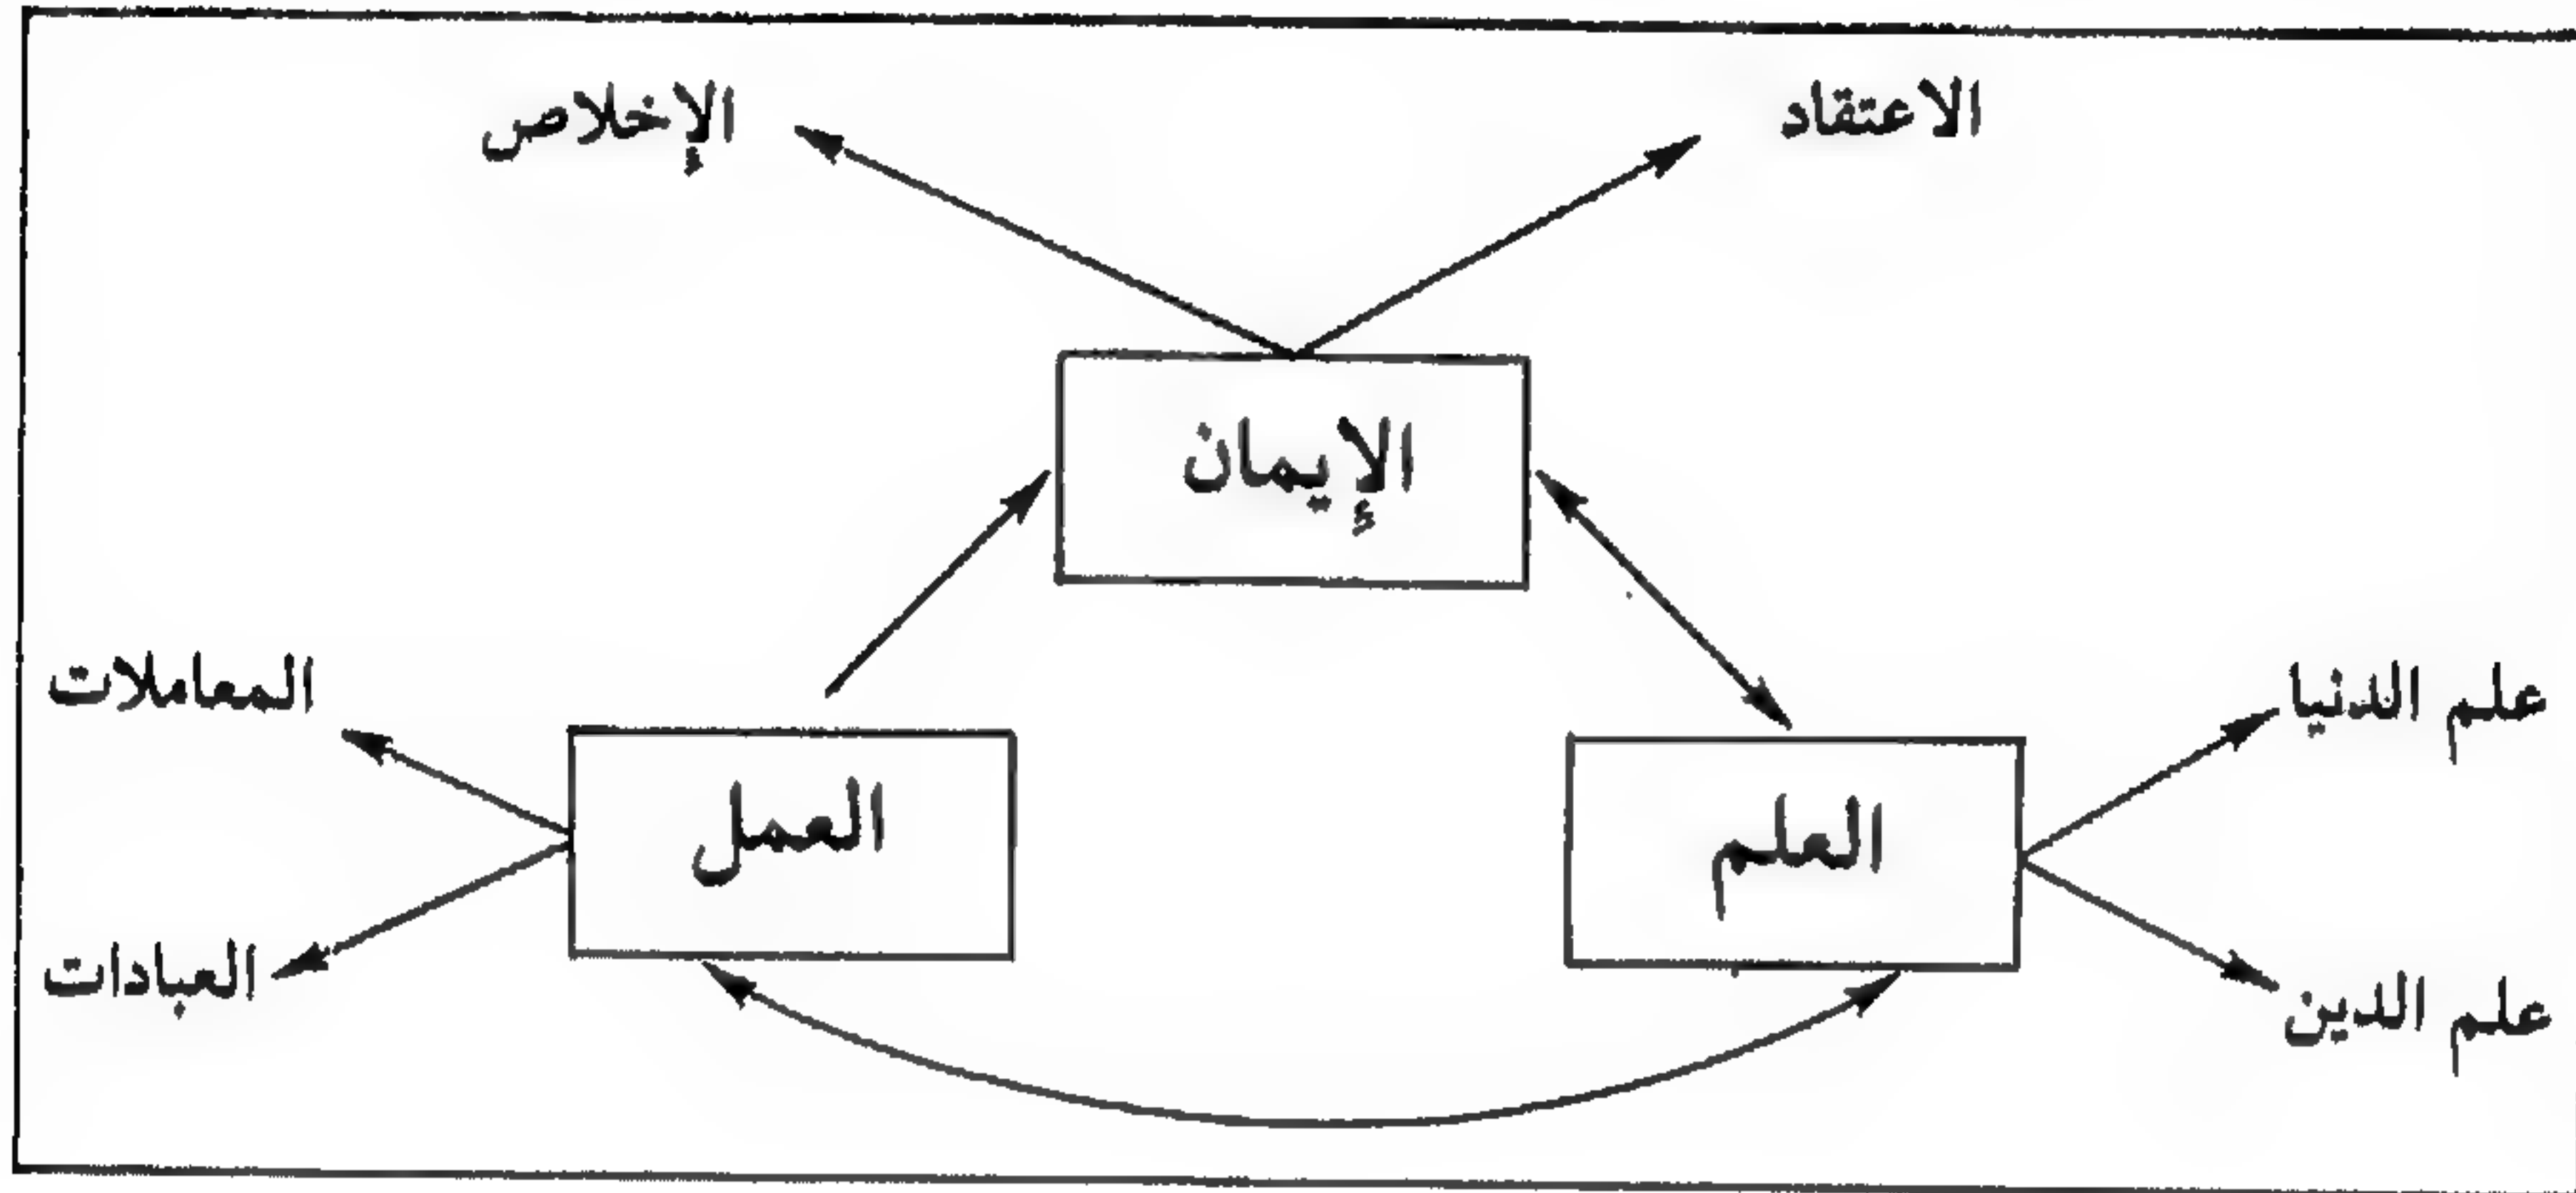 الاعتقاد
الإخلاص
الإيمان
علم الدنيا
المعاملات
العلم
العمل
علم الدين
العبادات